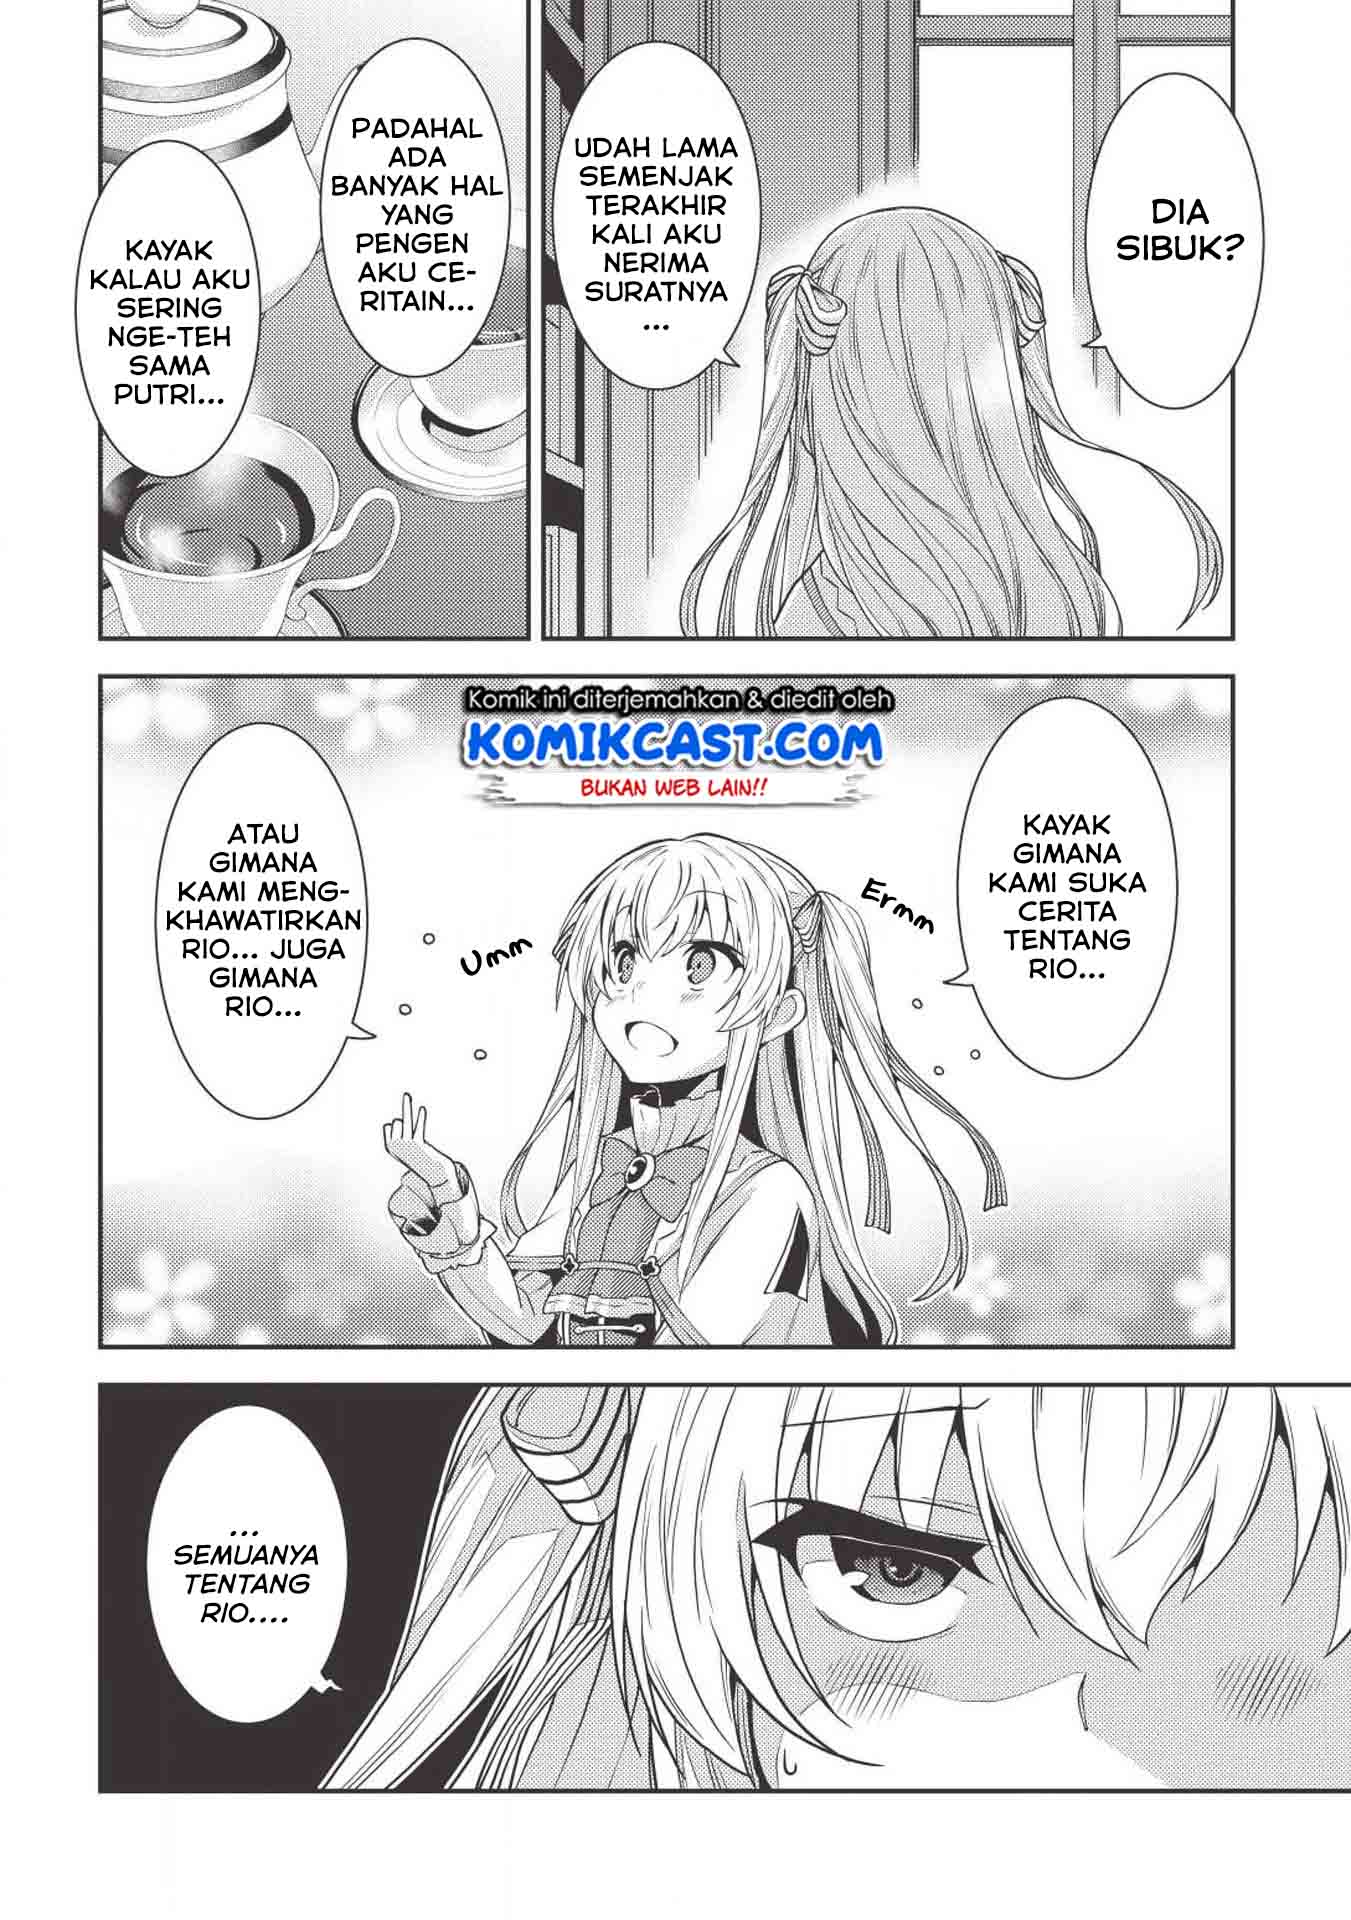 DIA
SIBUK?
UDAH LAMA
SEMENJAK
TERAKHIR
KALI AKU
NERIMA
SURATNYA
...
PADAHAL
ADA
BANYAK HAL
YANG
PENGEN
AKU CE-
RITAIN...
KAYAK
KALAU AKU
SERING
NGE-TEH
SAMA
PUTRI...
Komik ini diterjemahkan & diedit oleh
KOMIKCAST.COM
BUKAN WEB LAIN!!
KAYAK
GIMANA
KAMI SUKA
CERITA
TENTANG
RIO...
Ermm
Umm
ATAU
GIMANA
KAMI MENG-
KHAWATIRKAN
RIO... JUGA
GIMANA
RIO...
...
SEMUANYA
TENTANG
RIO....